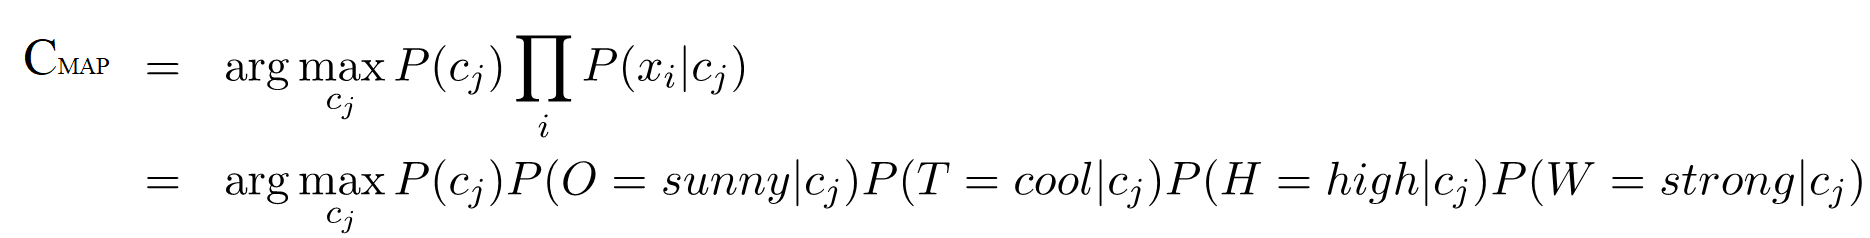 C_MAP = arg max_{c_j} P(c_j) ∏_i P(x_i|c_j)
= arg max_{c_j} P(c_j)P(O = sunny|c_j)P(T = cool|c_j)P(H = high|c_j)P(W = strong|c_j)